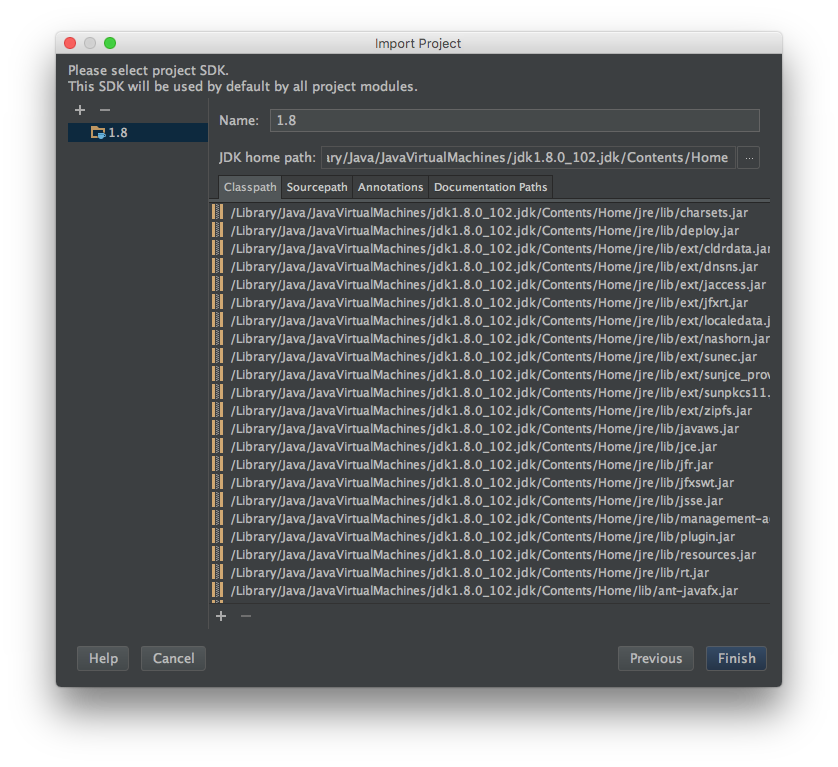 Import Project
Please select project SDK.
This SDK will be used by default by all project modules.
1.8
Name: 1.8
JDK home path: ary/Java/JavaVirtualMachines/jdk1.8.0_102.jdk/Contents/Home ...
Classpath Sourcepath Annotations Documentation Paths
/Library/Java/JavaVirtualMachines/jdk1.8.0_102.jdk/Contents/Home/jre/lib/charsets.jar
/Library/Java/JavaVirtualMachines/jdk1.8.0_102.jdk/Contents/Home/jre/lib/deploy.jar
/Library/Java/JavaVirtualMachines/jdk1.8.0_102.jdk/Contents/Home/jre/lib/ext/cldrdata.jar
/Library/Java/JavaVirtualMachines/jdk1.8.0_102.jdk/Contents/Home/jre/lib/ext/dnsns.jar
/Library/Java/JavaVirtualMachines/jdk1.8.0_102.jdk/Contents/Home/jre/lib/ext/jaccess.jar
/Library/Java/JavaVirtualMachines/jdk1.8.0_102.jdk/Contents/Home/jre/lib/ext/jfxrt.jar
/Library/Java/JavaVirtualMachines/jdk1.8.0_102.jdk/Contents/Home/jre/lib/ext/localedata.j
/Library/Java/JavaVirtualMachines/jdk1.8.0_102.jdk/Contents/Home/jre/lib/ext/nashorn.jar
/Library/Java/JavaVirtualMachines/jdk1.8.0_102.jdk/Contents/Home/jre/lib/ext/sunec.jar
/Library/Java/JavaVirtualMachines/jdk1.8.0_102.jdk/Contents/Home/jre/lib/ext/sunjce_prov
/Library/Java/JavaVirtualMachines/jdk1.8.0_102.jdk/Contents/Home/jre/lib/ext/sunpkcs11.
/Library/Java/JavaVirtualMachines/jdk1.8.0_102.jdk/Contents/Home/jre/lib/ext/zipfs.jar
/Library/Java/JavaVirtualMachines/jdk1.8.0_102.jdk/Contents/Home/jre/lib/javaws.jar
/Library/Java/JavaVirtualMachines/jdk1.8.0_102.jdk/Contents/Home/jre/lib/jce.jar
/Library/Java/JavaVirtualMachines/jdk1.8.0_102.jdk/Contents/Home/jre/lib/jfr.jar
/Library/Java/JavaVirtualMachines/jdk1.8.0_102.jdk/Contents/Home/jre/lib/jfxswt.jar
/Library/Java/JavaVirtualMachines/jdk1.8.0_102.jdk/Contents/Home/jre/lib/jsse.jar
/Library/Java/JavaVirtualMachines/jdk1.8.0_102.jdk/Contents/Home/jre/lib/management-a
/Library/Java/JavaVirtualMachines/jdk1.8.0_102.jdk/Contents/Home/jre/lib/plugin.jar
/Library/Java/JavaVirtualMachines/jdk1.8.0_102.jdk/Contents/Home/jre/lib/resources.jar
/Library/Java/JavaVirtualMachines/jdk1.8.0_102.jdk/Contents/Home/jre/lib/rt.jar
/Library/Java/JavaVirtualMachines/jdk1.8.0_102.jdk/Contents/Home/lib/ant-javafx.jar
Help Cancel Previous Finish